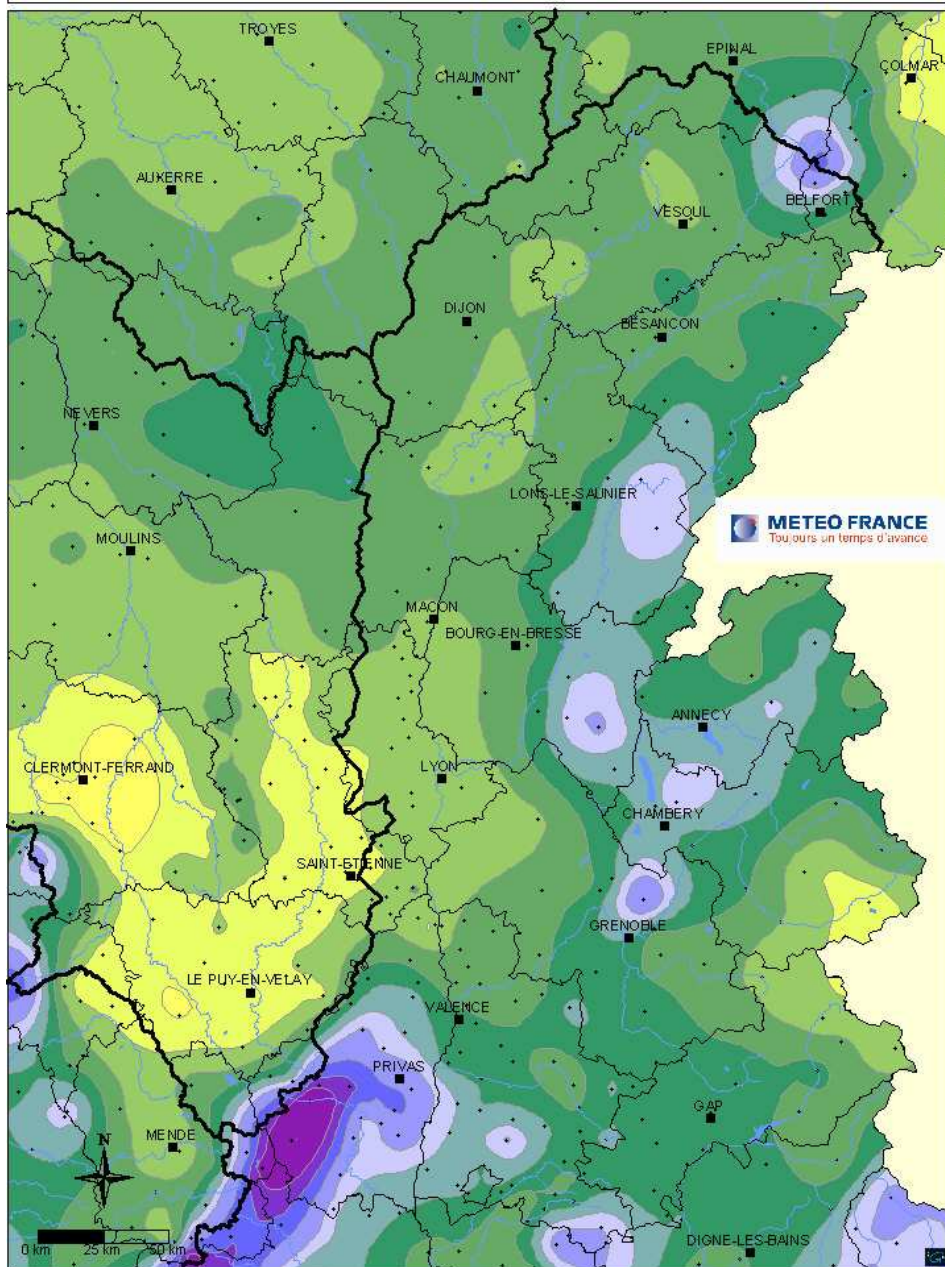 TROYES
EPINAL
COLMAR
CHAUMONT
AUXERRE
BELFORT
VESOUL
DIJON
BESANCON
NEVERS
LONS-LE-SAUNIER
METEO FRANCE
Toujours un temps d'avance
MOULINS
MACON
BOURG-EN-BRESSE
ANNECY
CLERMONT-FERRAND
LYON
CHAMBERY
SAINT-ETIENNE
GRENOBLE
LE PUY-EN-VELAY
VALENCE
PRIVAS
GAP
MENDE
N
DIGNE-LES-BAINS
0 km 25 km 50 km